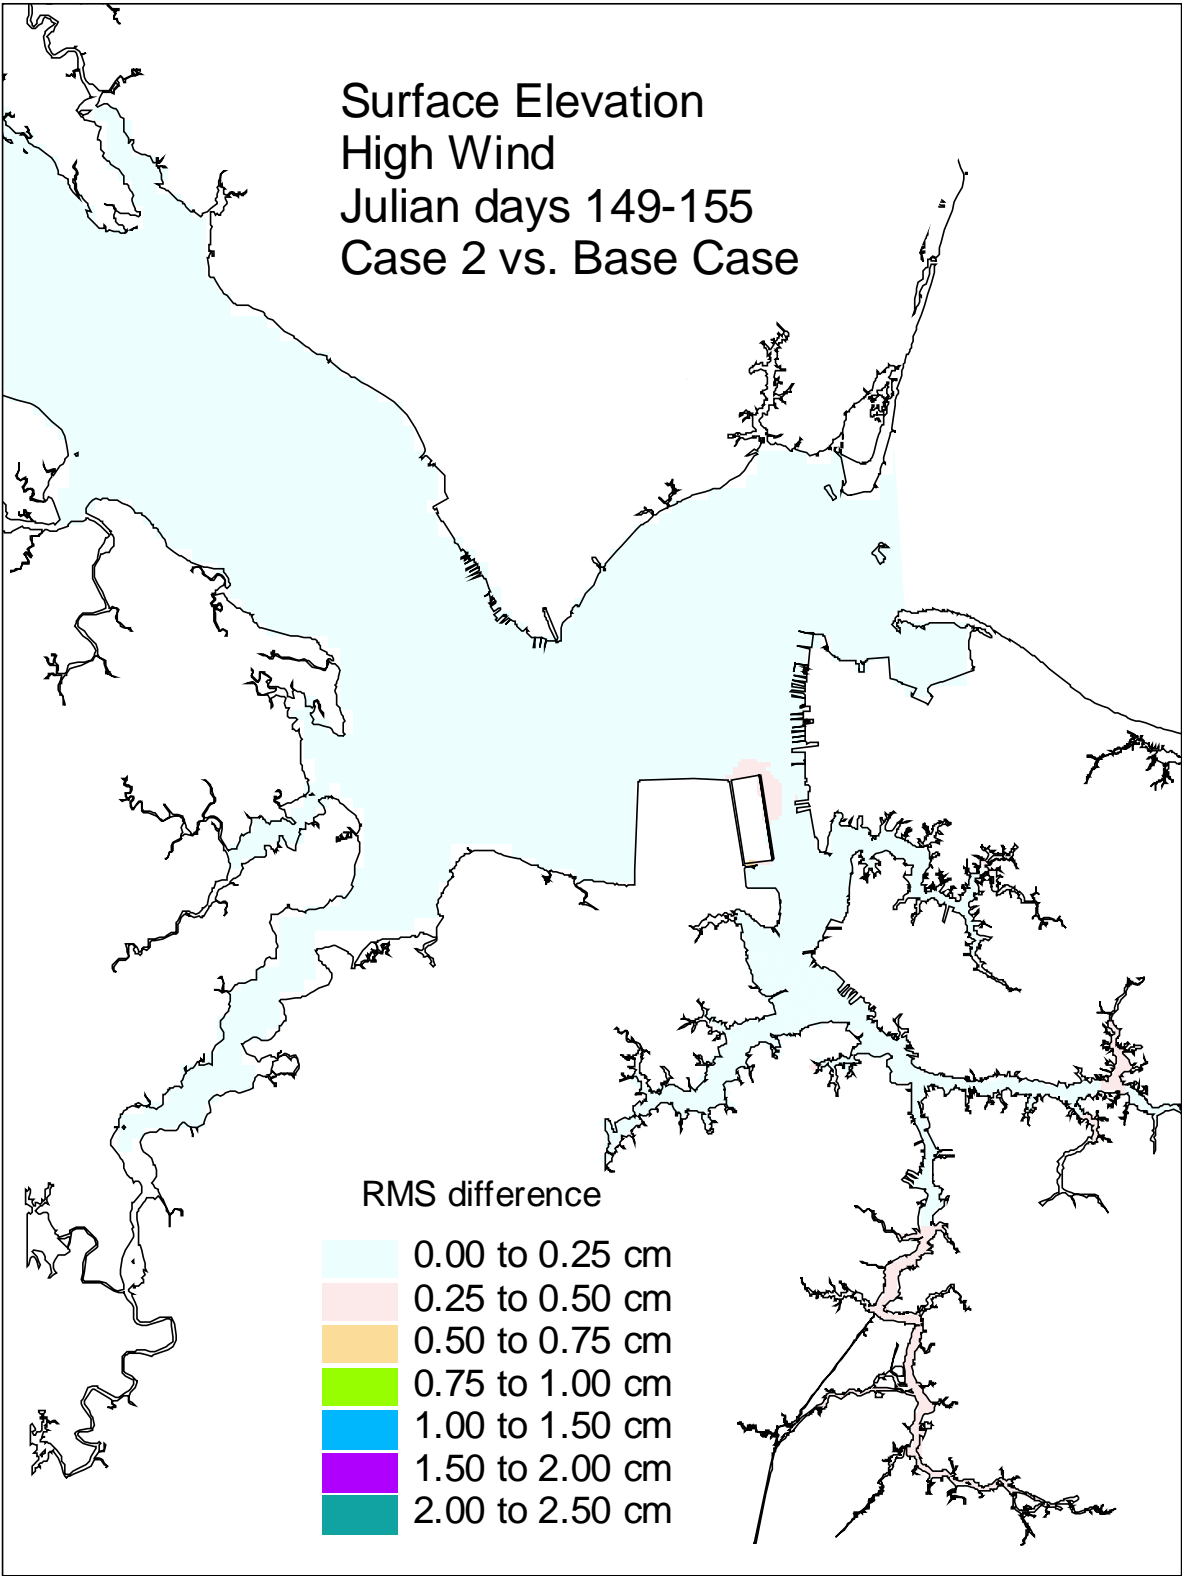 Surface Elevation
High Wind
Julian days 149-155
Case 2 vs. Base Case
RMS difference
0.00 to 0.25 cm
0.25 to 0.50 cm
0.50 to 0.75 cm
0.75 to 1.00 cm
1.00 to 1.50 cm
1.50 to 2.00 cm
2.00 to 2.50 cm